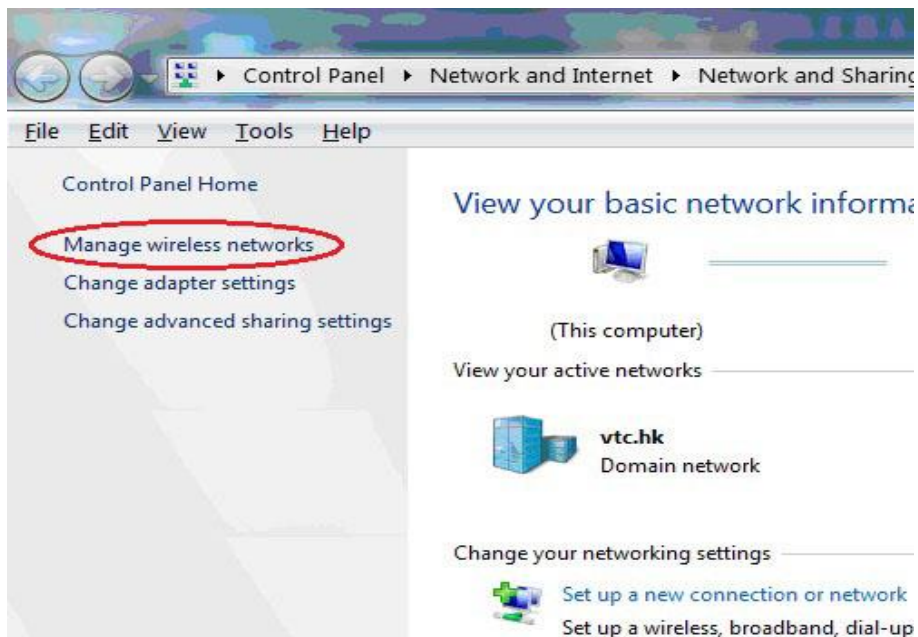 Control Panel Network and Internet Network and Sharing
File Edit View Tools Help
Control Panel Home
Manage wireless networks
Change adapter settings
Change advanced sharing settings
View your basic network informa
(This computer)
View your active networks
vtc.hk
Domain network
Change your networking settings
Set up a new connection or network
Set up a wireless, broadband, dial-up